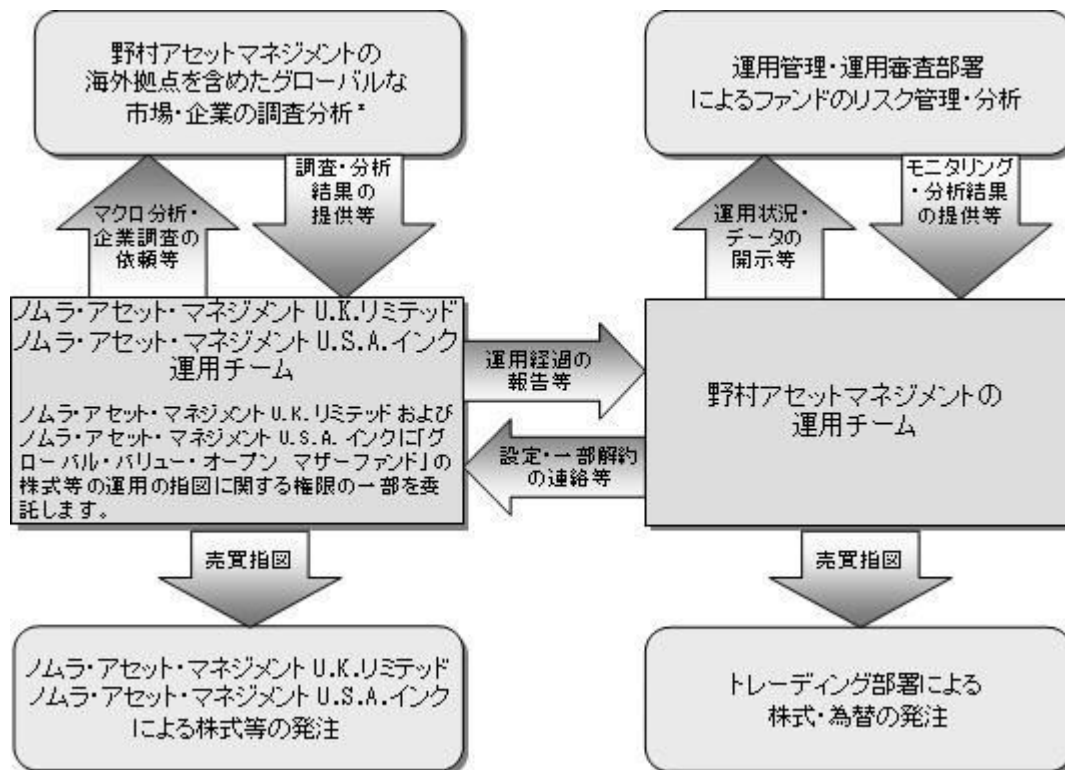 野村アセットマネジメントの
海外拠点を含めたグローバルな
市場・企業の調査分析*
運用管理・運用審査部署
によるファンドのリスク管理・分析
マクロ分析・
企業調査の
依頼等
調査・分析
結果の
提供等
運用状況・
データの
開示等
モニタリング
・分析結果
の提供等
ノムラ・アセット・マネジメント U.K.リミテッド
ノムラ・アセット・マネジメント U.S.A.インク
運用チーム
ノムラ・アセット・マネジメント U.K.リミテッドおよび
ノムラ・アセット・マネジメント U.S.A.インクに「グ
ローバル・バリュー・オープン マザーファンド」の
株式等の運用の指図に関する権限の一部を委
託します。
運用経過の
報告等
設定・一部解約
の連絡等
野村アセットマネジメントの
運用チーム
売買指図
売買指図
ノムラ・アセット・マネジメント U.K.リミテッド
ノムラ・アセット・マネジメント U.S.A.インク
による株式等の発注
トレーディング部署による
株式・為替の発注